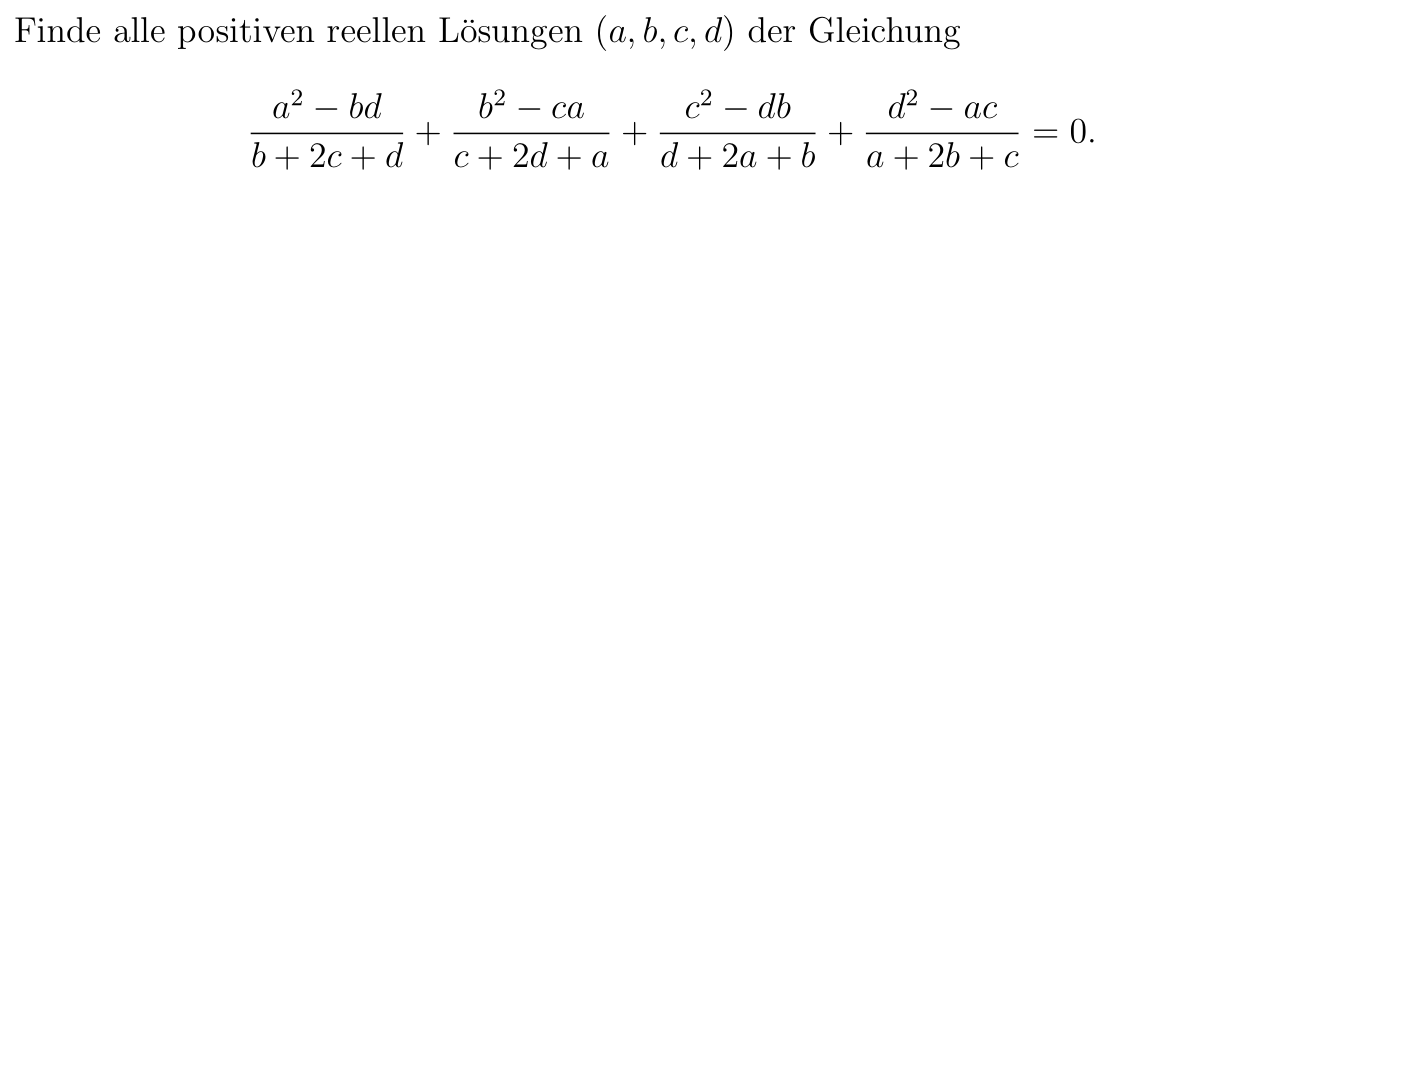 Finde alle positiven reellen Lösungen (a, b, c, d) der Gleichung
\frac{a^2 - bd}{b + 2c + d} + \frac{b^2 - ca}{c + 2d + a} + \frac{c^2 - db}{d + 2a + b} + \frac{d^2 - ac}{a + 2b + c} = 0.